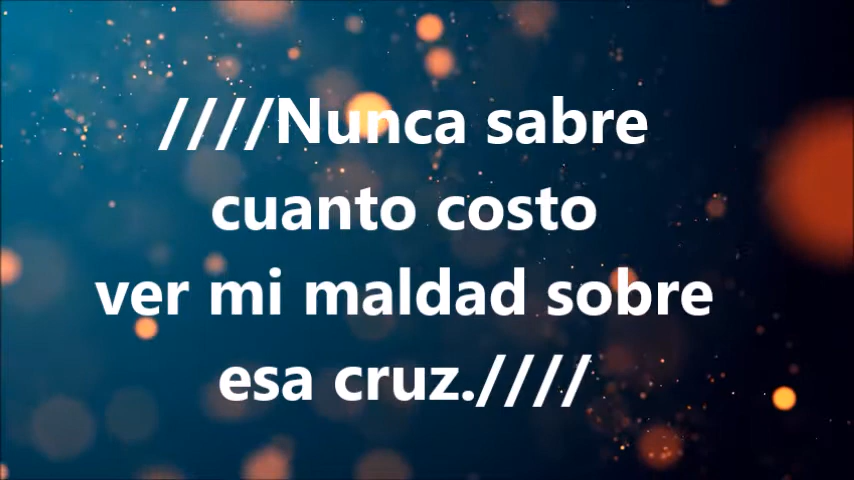 ////Nunca sabre
cuanto costo
ver mi maldad sobre
esa cruz.////